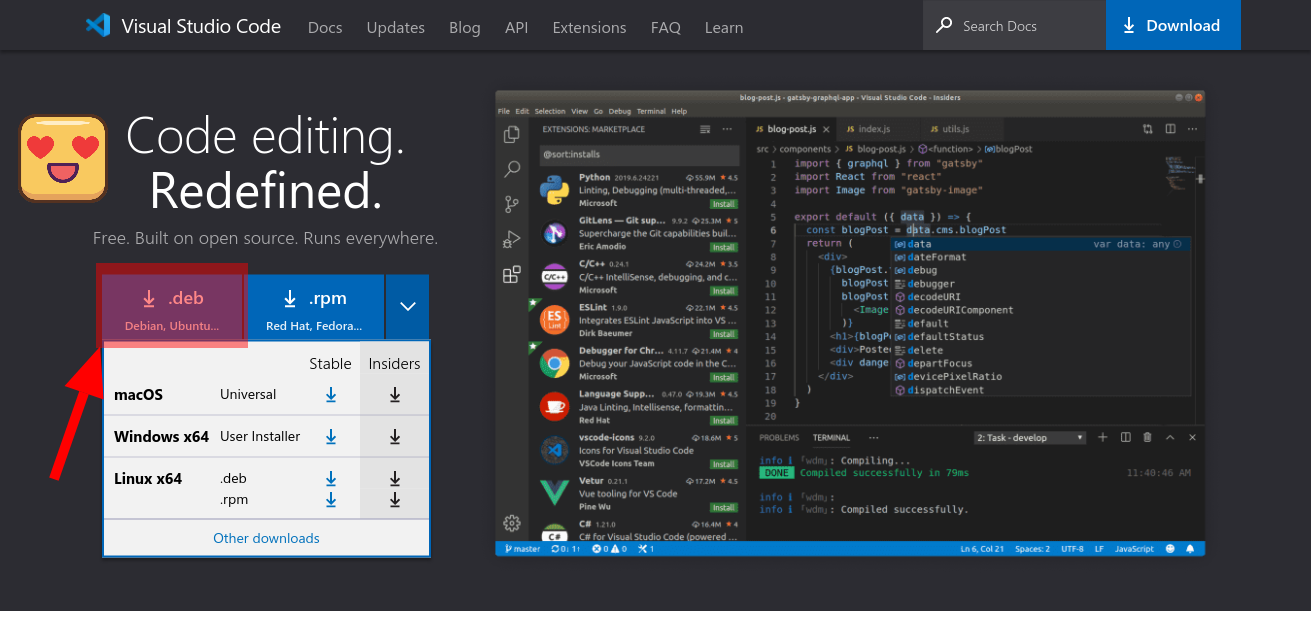 Visual Studio Code Docs Updates Blog API Extensions FAQ Learn Search Docs Download
Code editing.
Redefined.
Free. Built on open source. Runs everywhere.
.deb
Debian, Ubuntu...
.rpm
Red Hat, Fedora...
Stable Insiders
macOS Universal
Windows x64 User Installer
Linux x64 .deb
.rpm
Other downloads
blog-post.js - gatsby-graphql-app - Visual Studio Code - Insiders
File Edit Selection View Go Debug Terminal Help
EXTENSIONS: MARKETPLACE
@sort:installs
Python 2019.6.24221 55.9M 4.5
Linting, Debugging (multi-threaded,...
Microsoft Install
GitLens — Git sup... 9.9.2 23.3M 5
Supercharge the Git capabilities buil...
Eric Amodio Install
C/C++ 0.24.1 24.2M 3.5
C/C++ IntelliSense, debugging, and c...
Microsoft Install
ESLint 1.9.0 22.1M 4.5
Integrates ESLint JavaScript into VS ...
Dirk Baeumer Install
Debugger for Chr... 4.11.7 21.4M 4
Debug your JavaScript code in the C...
Microsoft Install
Language Supp... 0.47.0 19.3M 4.5
Java Linting, Intellisense, formattin...
Red Hat Install
vscode-icons 9.2.0 18.6M 5
Icons for Visual Studio Code
VSCode Icons Team Install
Vetur 0.21.1 17.2M 4.5
Vue tooling for VS Code
Pine Wu Install
C# 1.21.0 16.4M 4
C# for Visual Studio Code (powered ...
JS blog-post.js JS index.js JS utils.js
src > components > JS blog-post.js > <function> > blogPost
1 import { graphql } from "gatsby"
2 import React from "react"
3 import Image from "gatsby-image"
4
5 export default ({ data }) => {
6 const blogPost = data.cms.blogPost
7 return ( data var data: any
8 <div> dateFormat
9 {blogPost. debug
10 blogPost debugger
11 blogPost decodeURI
12 <Image decodeURIComponent
13 )} default
14 <h1>{blogP defaultStatus
15 <div>Poste delete
16 <div dange departFocus
17 </div> devicePixelRatio
18 ) dispatchEvent
19 }
20
PROBLEMS TERMINAL ... 2: Task - develop
info i ｢wdm｣: Compiling...
DONE Compiled successfully in 79ms 11:40:46 AM
info i ｢wdm｣:
info i ｢wdm｣: Compiled successfully.
master 0↓ 1↑ 0 0 1 Ln 6, Col 21 Spaces: 2 UTF-8 LF JavaScript